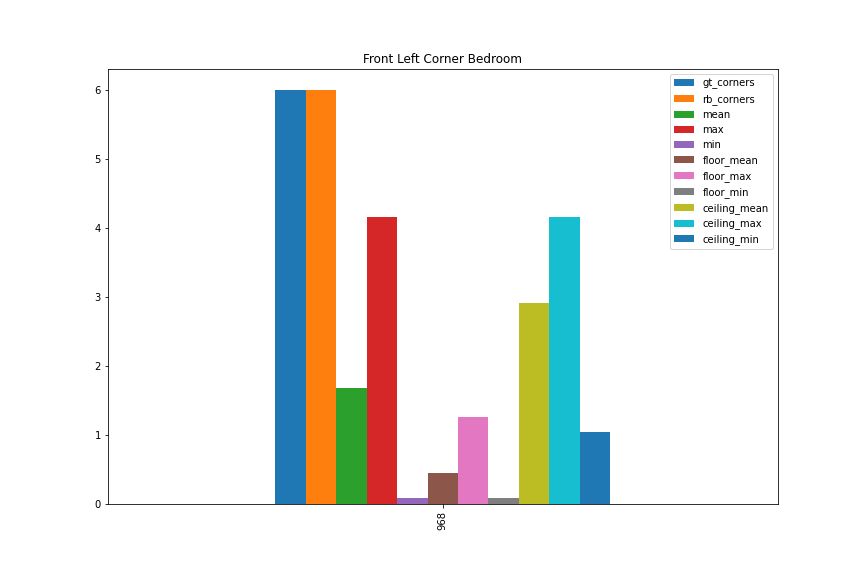 Front Left Corner Bedroom
gt_corners
rb_corners
mean
max
min
floor_mean
floor_max
floor_min
ceiling_mean
ceiling_max
ceiling_min
6
5
4
3
2
1
0
968